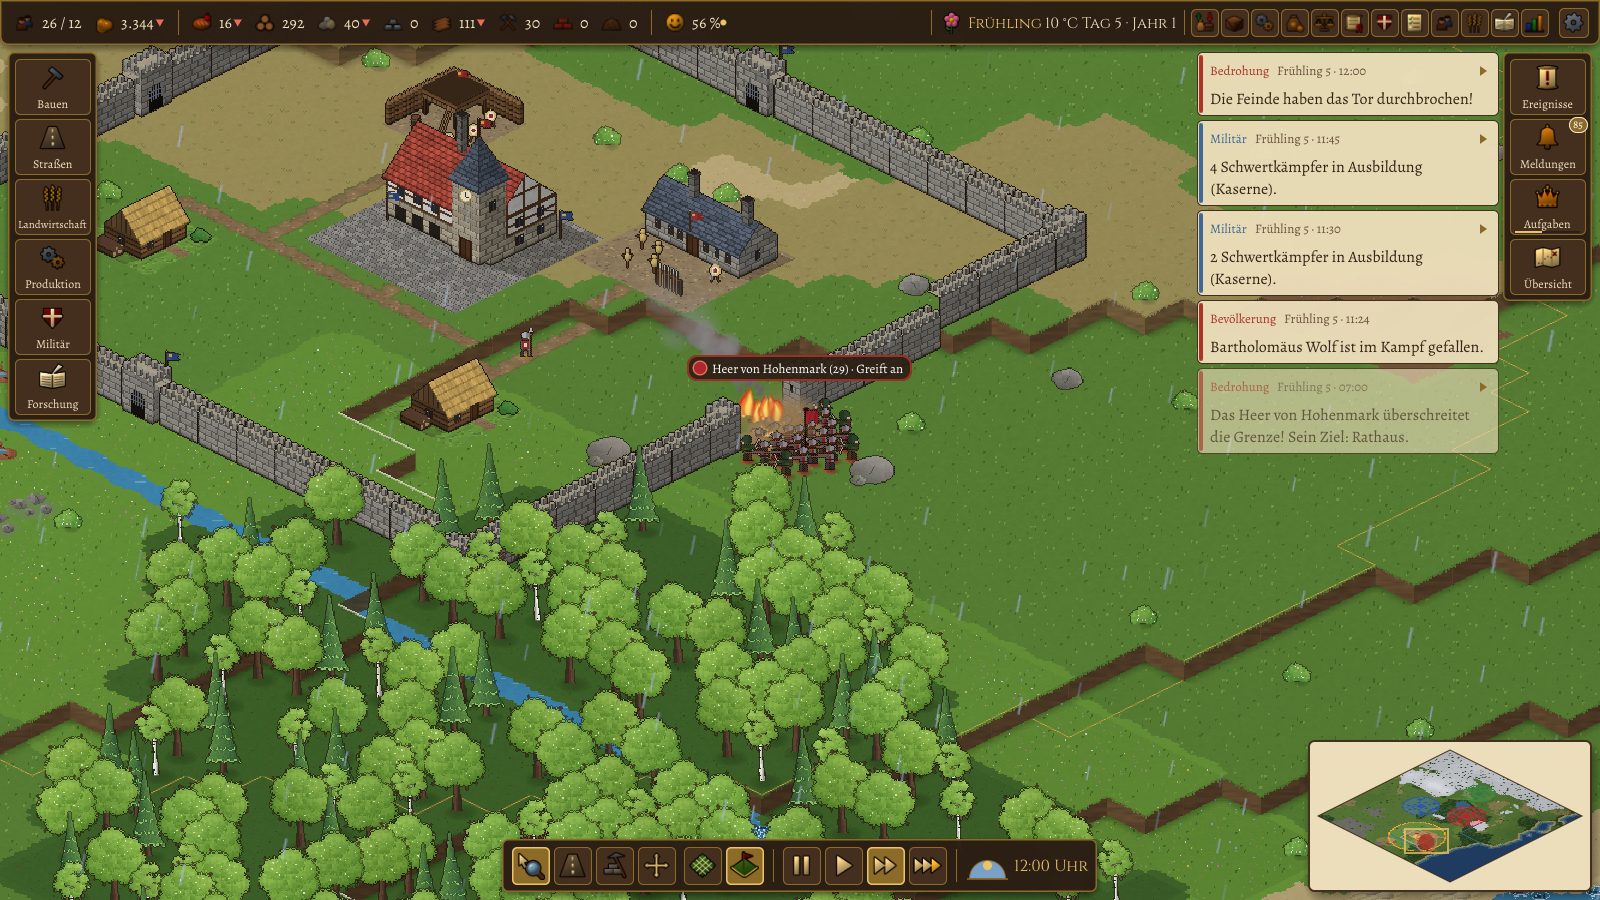 26 / 12
3.344
16
292
40
0
111
30
0
0
56 %
Frühling 10 °C Tag 5 · Jahr 1
Bauen
Straßen
Landwirtschaft
Produktion
Militär
Forschung
Heer von Hohenmark (29) · Greift an
Bedrohung Frühling 5 · 12:00
Die Feinde haben das Tor durchbrochen!
Militär Frühling 5 · 11:45
4 Schwertkämpfer in Ausbildung
(Kaserne).
Militär Frühling 5 · 11:30
2 Schwertkämpfer in Ausbildung
(Kaserne).
Bevölkerung Frühling 5 · 11:24
Bartholomäus Wolf ist im Kampf gefallen.
Bedrohung Frühling 5 · 07:00
Das Heer von Hohenmark überschreitet
die Grenze! Sein Ziel: Rathaus.
Ereignisse
85
Meldungen
Aufgaben
Übersicht
12:00 Uhr